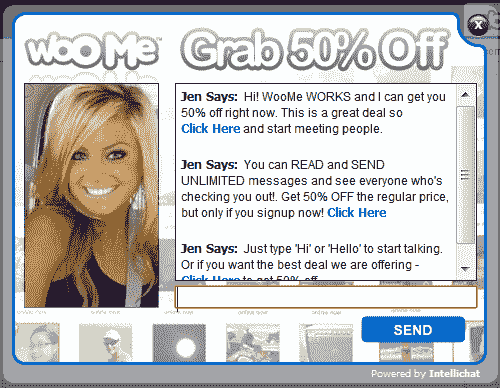 wooMe™ Grab 50% Off
Jen Says: Hi! WooMe WORKS and I can get you
50% off right now. This is a great deal so
Click Here and start meeting people.
Jen Says: You can READ and SEND
UNLIMITED messages and see everyone who's
checking you out!. Get 50% OFF the regular price,
but only if you signup now! Click Here
Jen Says: Just type 'Hi' or 'Hello' to start talking.
Or if you want the best deal we are offering -
Click Here to get 50% off
SEND
Powered by Intellichat